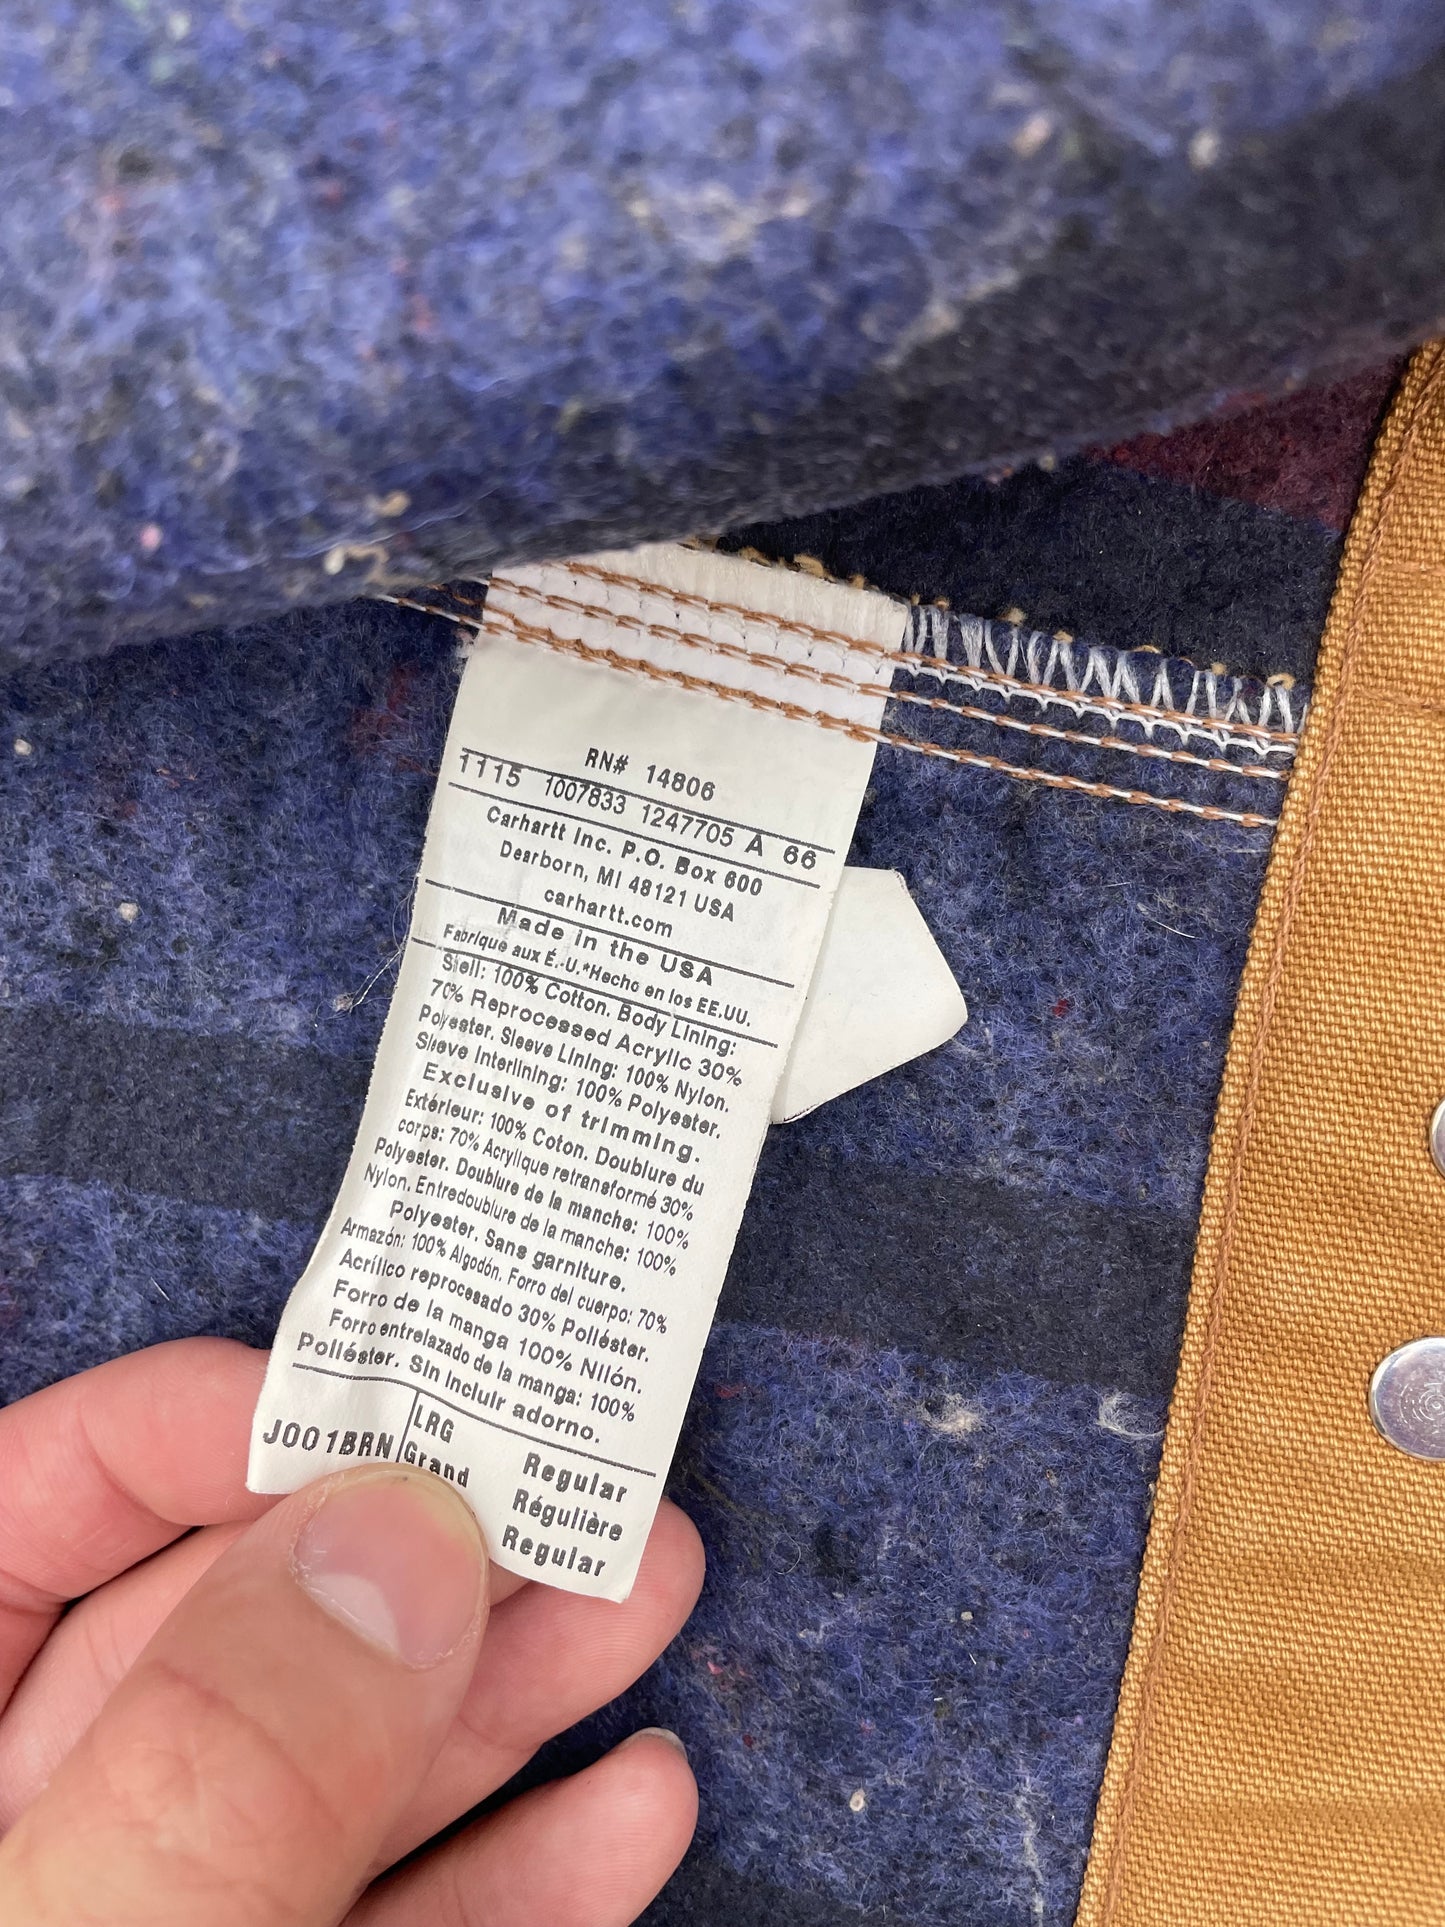 RN# 14806
1115 1007833 1247705 A 66
Carhartt Inc. P.O. Box 600
Dearborn, MI 48121 USA
carhartt.com
Made in the USA
Fabriqué aux É.-U.*Hecho en los EE.UU.
Shell: 100% Cotton. Body Lining:
70% Reprocessed Acrylic 30%
Polyester. Sleeve Lining: 100% Nylon.
Sleeve Interlining: 100% Polyester.
Exclusive of trimming.
Extérieur: 100% Coton. Doublure du
corps: 70% Acrylique retransformé 30%
Polyester. Doublure de la manche: 100%
Nylon. Entredoublure de la manche: 100%
Polyester. Sans garniture.
Armazón: 100% Algodón. Forro del cuerpo: 70%
Acrílico reprocesado 30% Poliéster.
Forro de la manga 100% Nilón.
Forro entrelazado de la manga: 100%
Poliéster. Sin incluir adorno.
J001BRN LRG Regular
Grand Régulière
Regular